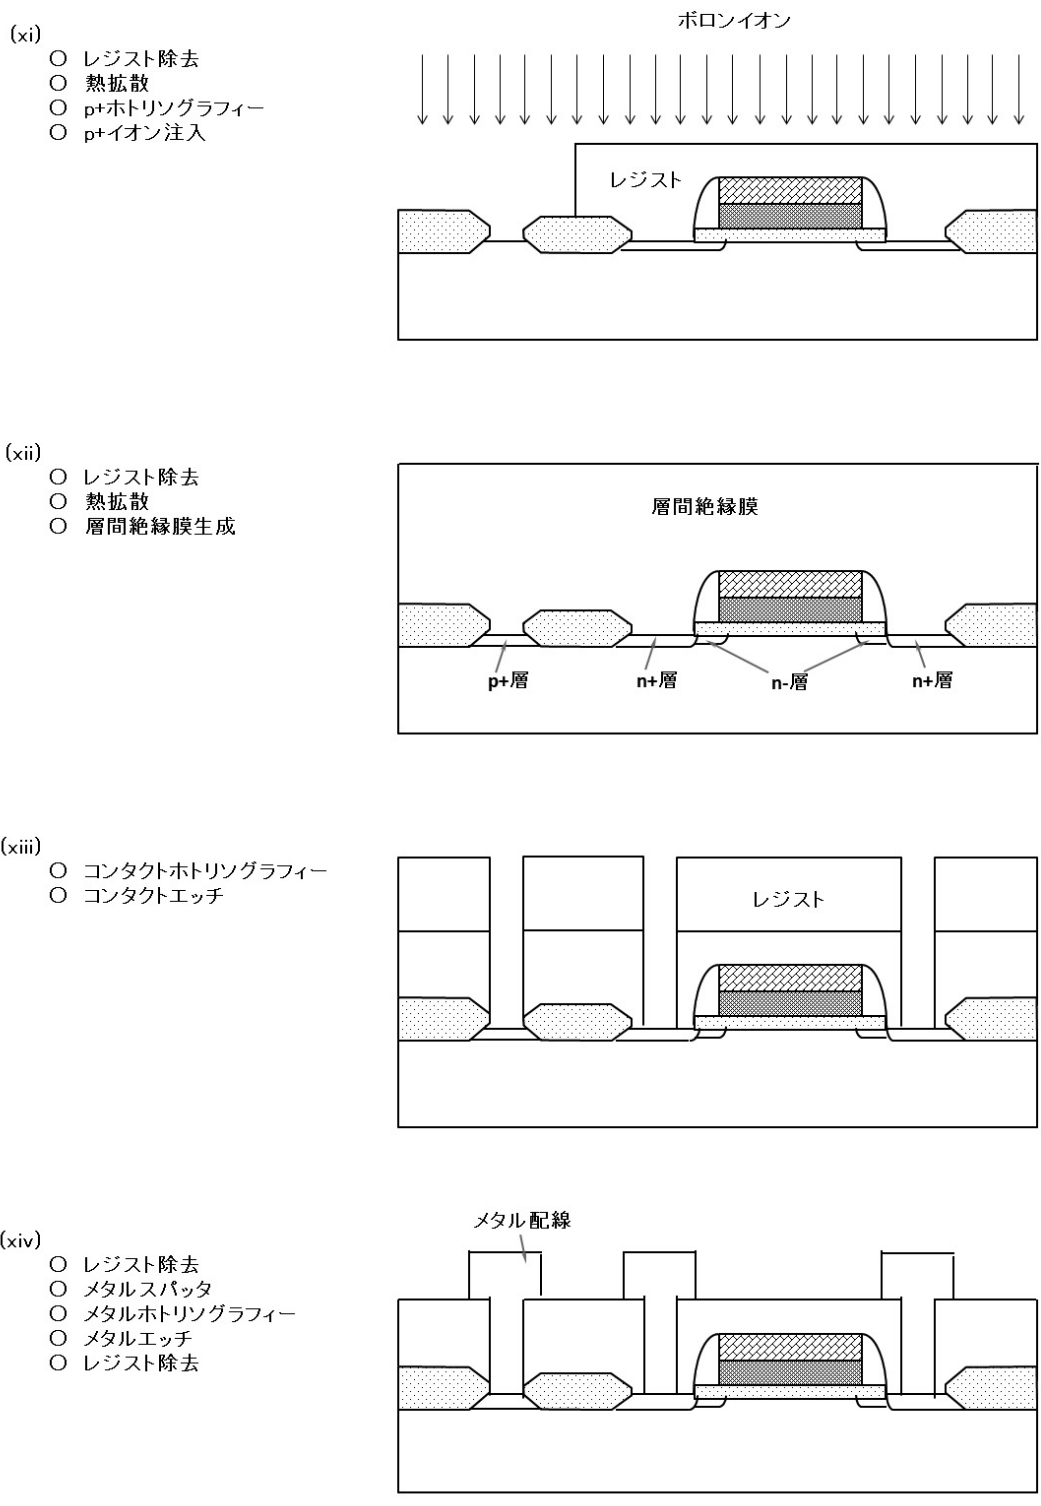 (xi)
○ レジスト除去
○ 熱拡散
○ p+ホトリソグラフィー
○ p+イオン注入
ボロンイオン
レジスト
(xii)
○ レジスト除去
○ 熱拡散
○ 層間絶縁膜生成
層間絶縁膜
p+層
n+層
n-層
n+層
(xiii)
○ コンタクトホトリソグラフィー
○ コンタクトエッチ
レジスト
メタル配線
(xiv)
○ レジスト除去
○ メタルスパッタ
○ メタルホトリソグラフィー
○ メタルエッチ
○ レジスト除去